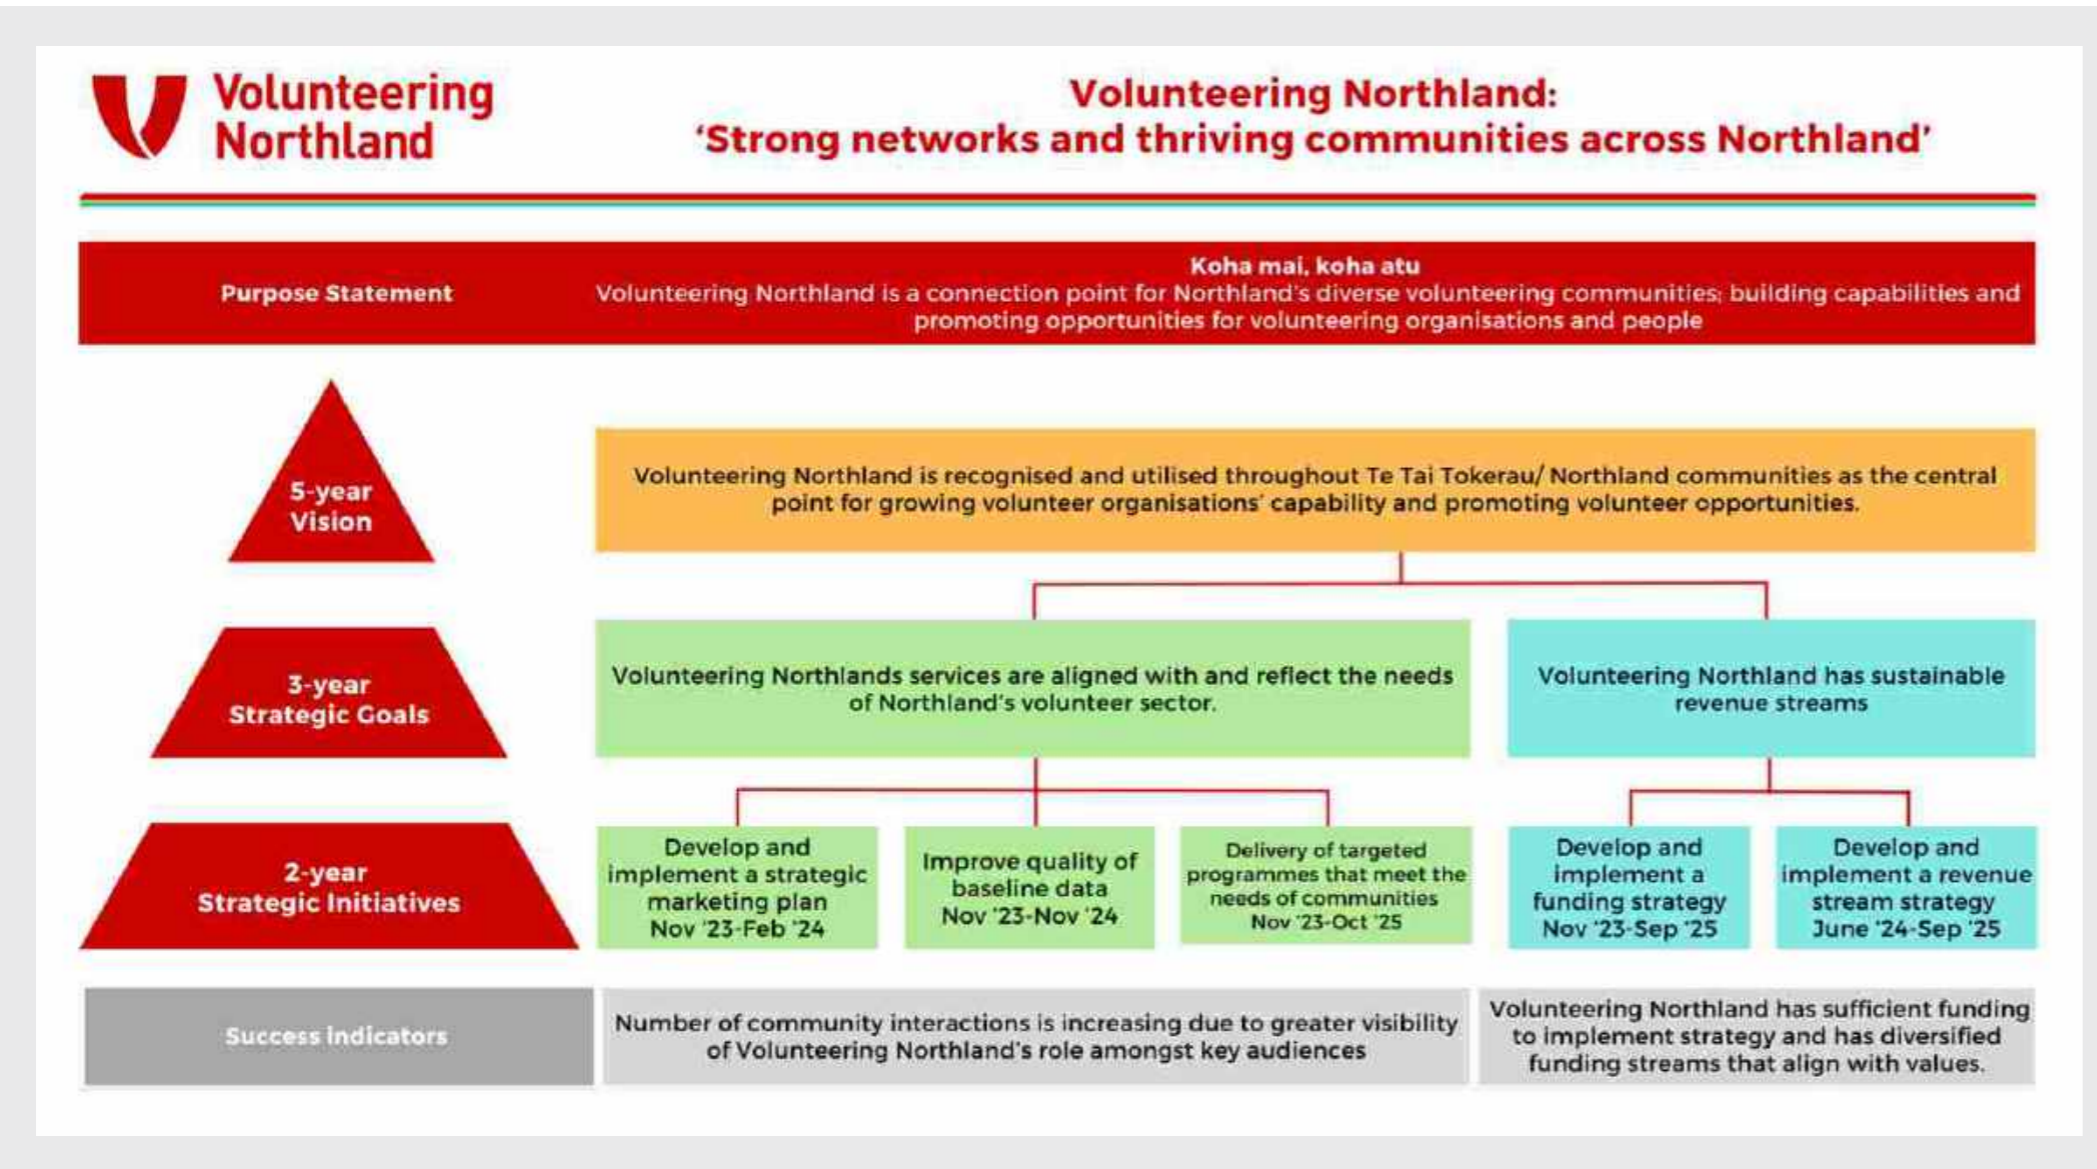 Volunteering
Northland
Volunteering Northland:
‘Strong networks and thriving communities across Northland’
Purpose Statement
Koha mai, koha atu
Volunteering Northland is a connection point for Northland's diverse volunteering communities; building capabilities and
promoting opportunities for volunteering organisations and people
5-year
Vision
Volunteering Northland is recognised and utilised throughout Te Tai Tokerau/ Northland communities as the central
point for growing volunteer organisations' capability and promoting volunteer opportunities.
3-year
Strategic Goals
Volunteering Northlands services are aligned with and reflect the needs
of Northland's volunteer sector.
Volunteering Northland has sustainable
revenue streams
2-year
Strategic Initiatives
Develop and
implement a strategic
marketing plan
Nov '23-Feb '24
Improve quality of
baseline data
Nov '23-Nov '24
Delivery of targeted
programmes that meet the
needs of communities
Nov '23-Oct '25
Develop and
implement a
funding strategy
Nov '23-Sep '25
Develop and
implement a revenue
stream strategy
June '24-Sep '25
Success indicators
Number of community interactions is increasing due to greater visibility
of Volunteering Northland's role amongst key audiences
Volunteering Northland has sufficient funding
to implement strategy and has diversified
funding streams that align with values.